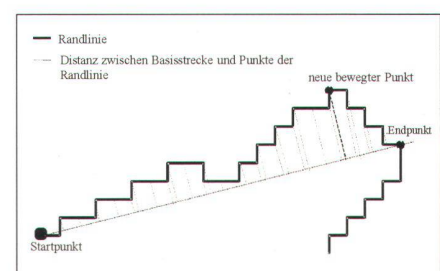 Randlinie
Distanz zwischen Basisstrecke und Punkte der
Randlinie
neue bewegter Punkt
.Endpunkt
Startpunkt